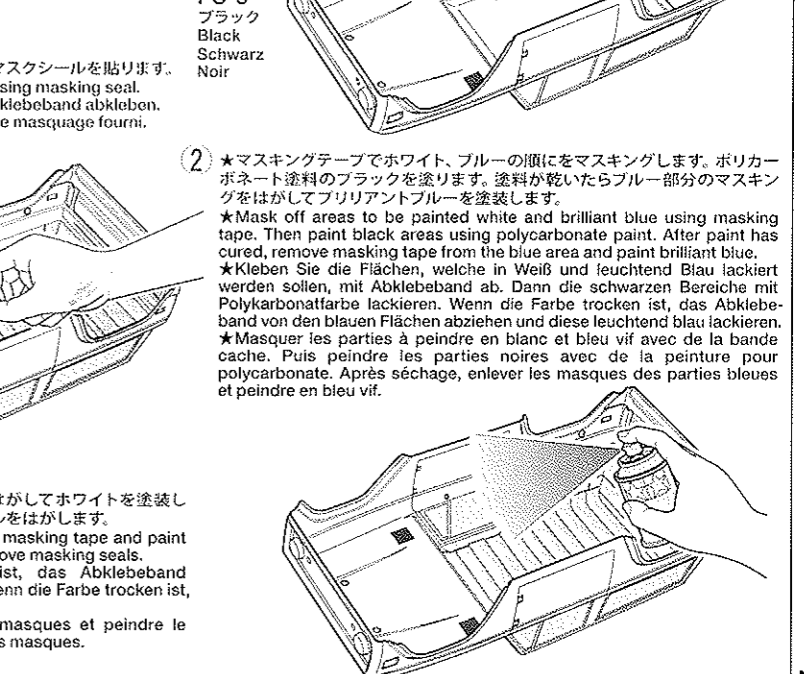 ブラック
Black
Schwarz
Noir
マスクシールを貼ります。
sing masking seal.
klebeband abkleben.
e masquage fourni.
② ★マスキングテープでホワイト、ブルーの順にをマスキングします。ポリカー
ボネート塗料のブラックを塗ります。塗料が乾いたらブルー部分のマスキン
グをはがしてブリリアントブルーを塗装します。
★Mask off areas to be painted white and brilliant blue using masking
tape. Then paint black areas using polycarbonate paint. After paint has
cured, remove masking tape from the blue area and paint brilliant blue.
★Kleben Sie die Flächen, welche in Weiß und leuchtend Blau lackiert
werden sollen, mit Abklebeband ab. Dann die schwarzen Bereiche mit
Polykarbonatfarbe lackieren. Wenn die Farbe trocken ist, das Abklebe-
band von den blauen Flächen abziehen und diese leuchtend blau lackieren.
★Masquer les parties à peindre en blanc et bleu vif avec de la bande
cache. Puis peindre les parties noires avec de la peinture pour
polycarbonate. Après séchage, enlever les masques des parties bleues
et peindre en bleu vif.
はがしてホワイトを塗装し
ルをはがします。
masking tape and paint
ove masking seals.
ist, das Abklebeband
enn die Farbe trocken ist,
masques et peindre le
s masques.